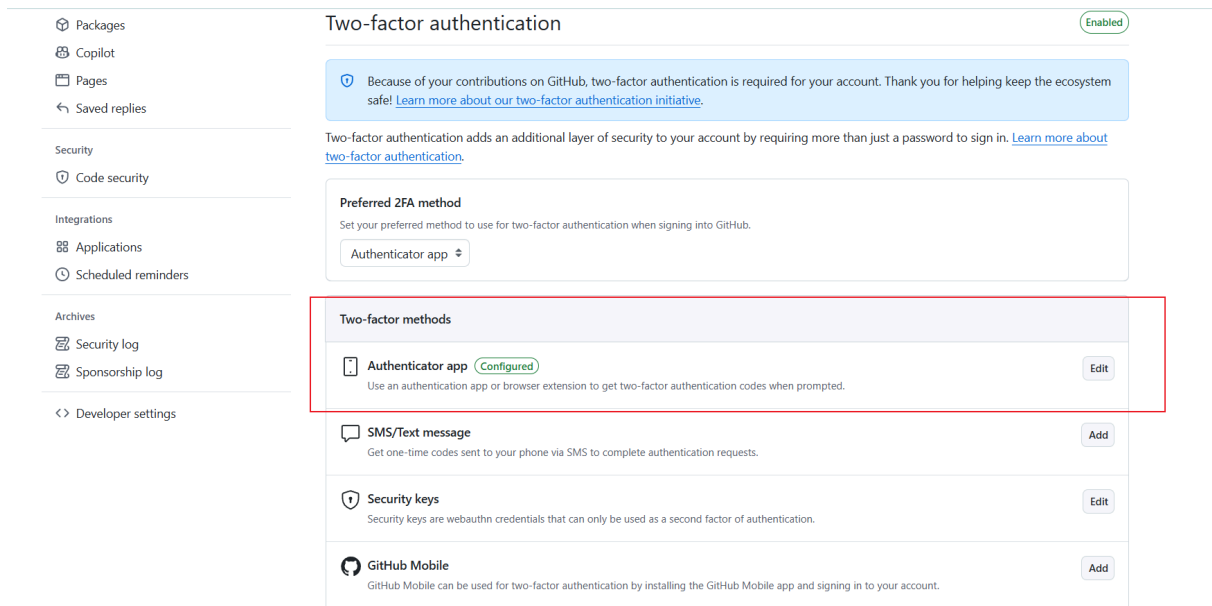 Packages
Copilot
Pages
Saved replies
Security
Code security
Integrations
Applications
Scheduled reminders
Archives
Security log
Sponsorship log
Developer settings
Two-factor authentication
Enabled
Because of your contributions on GitHub, two-factor authentication is required for your account. Thank you for helping keep the ecosystem
safe! Learn more about our two-factor authentication initiative.
Two-factor authentication adds an additional layer of security to your account by requiring more than just a password to sign in. Learn more about
two-factor authentication.
Preferred 2FA method
Set your preferred method to use for two-factor authentication when signing into GitHub.
Authenticator app
Two-factor methods
Authenticator app Configured
Use an authentication app or browser extension to get two-factor authentication codes when prompted.
Edit
SMS/Text message
Get one-time codes sent to your phone via SMS to complete authentication requests.
Add
Security keys
Security keys are webauthn credentials that can only be used as a second factor of authentication.
Edit
GitHub Mobile
GitHub Mobile can be used for two-factor authentication by installing the GitHub Mobile app and signing in to your account.
Add